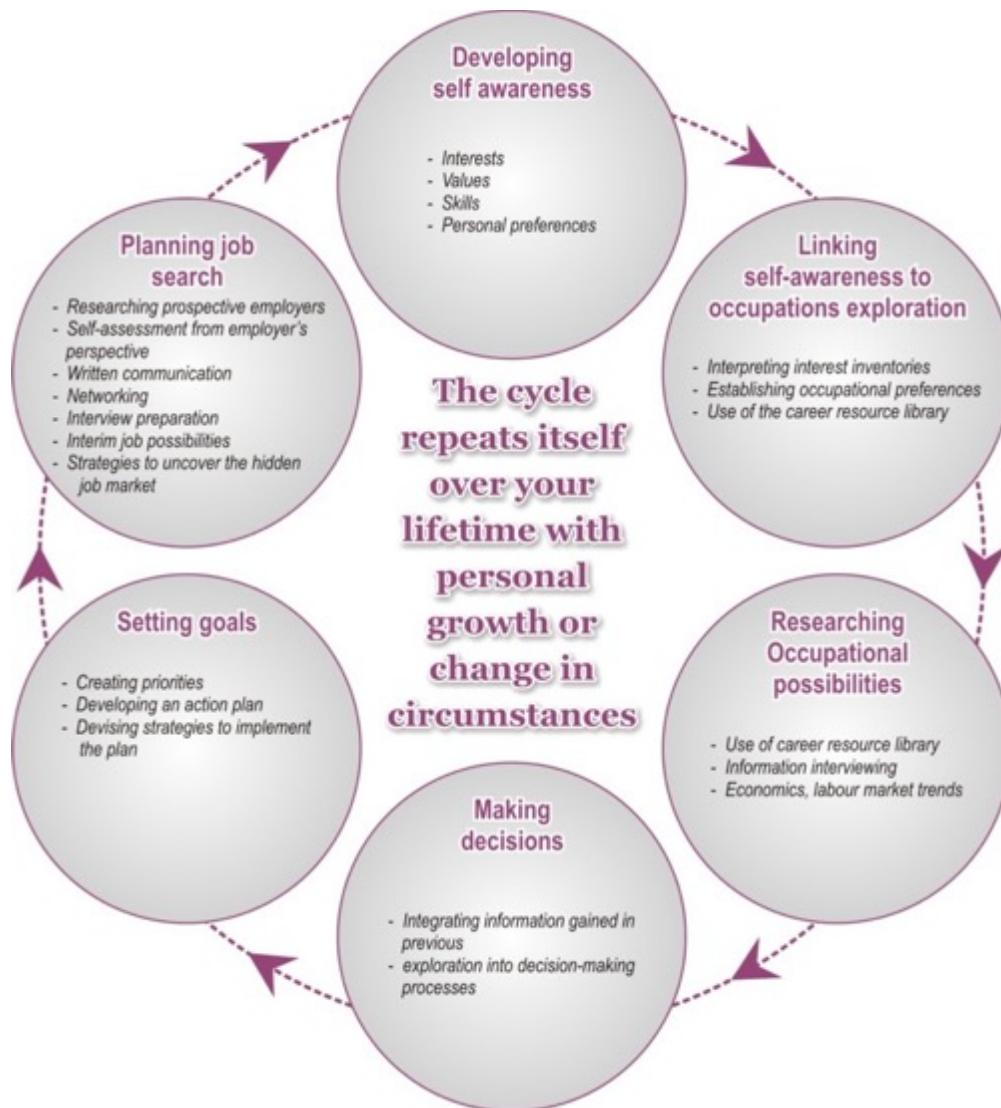 Developing
self awareness
- Interests
- Values
- Skills
- Personal preferences
Linking
self-awareness to
occupations exploration
- Interpreting interest inventories
- Establishing occupational preferences
- Use of the career resource library
Researching
Occupational
possibilities
- Use of career resource library
- Information interviewing
- Economics, labour market trends
Making
decisions
- Integrating information gained in
previous
- exploration into decision-making
processes
Setting goals
- Creating priorities
- Developing an action plan
- Devising strategies to implement
the plan
Planning job
search
- Researching prospective employers
- Self-assessment from employer's
perspective
- Written communication
- Networking
- Interview preparation
- Interim job possibilities
- Strategies to uncover the hidden
job market
The cycle
repeats itself
over your
lifetime with
personal
growth or
change in
circumstances